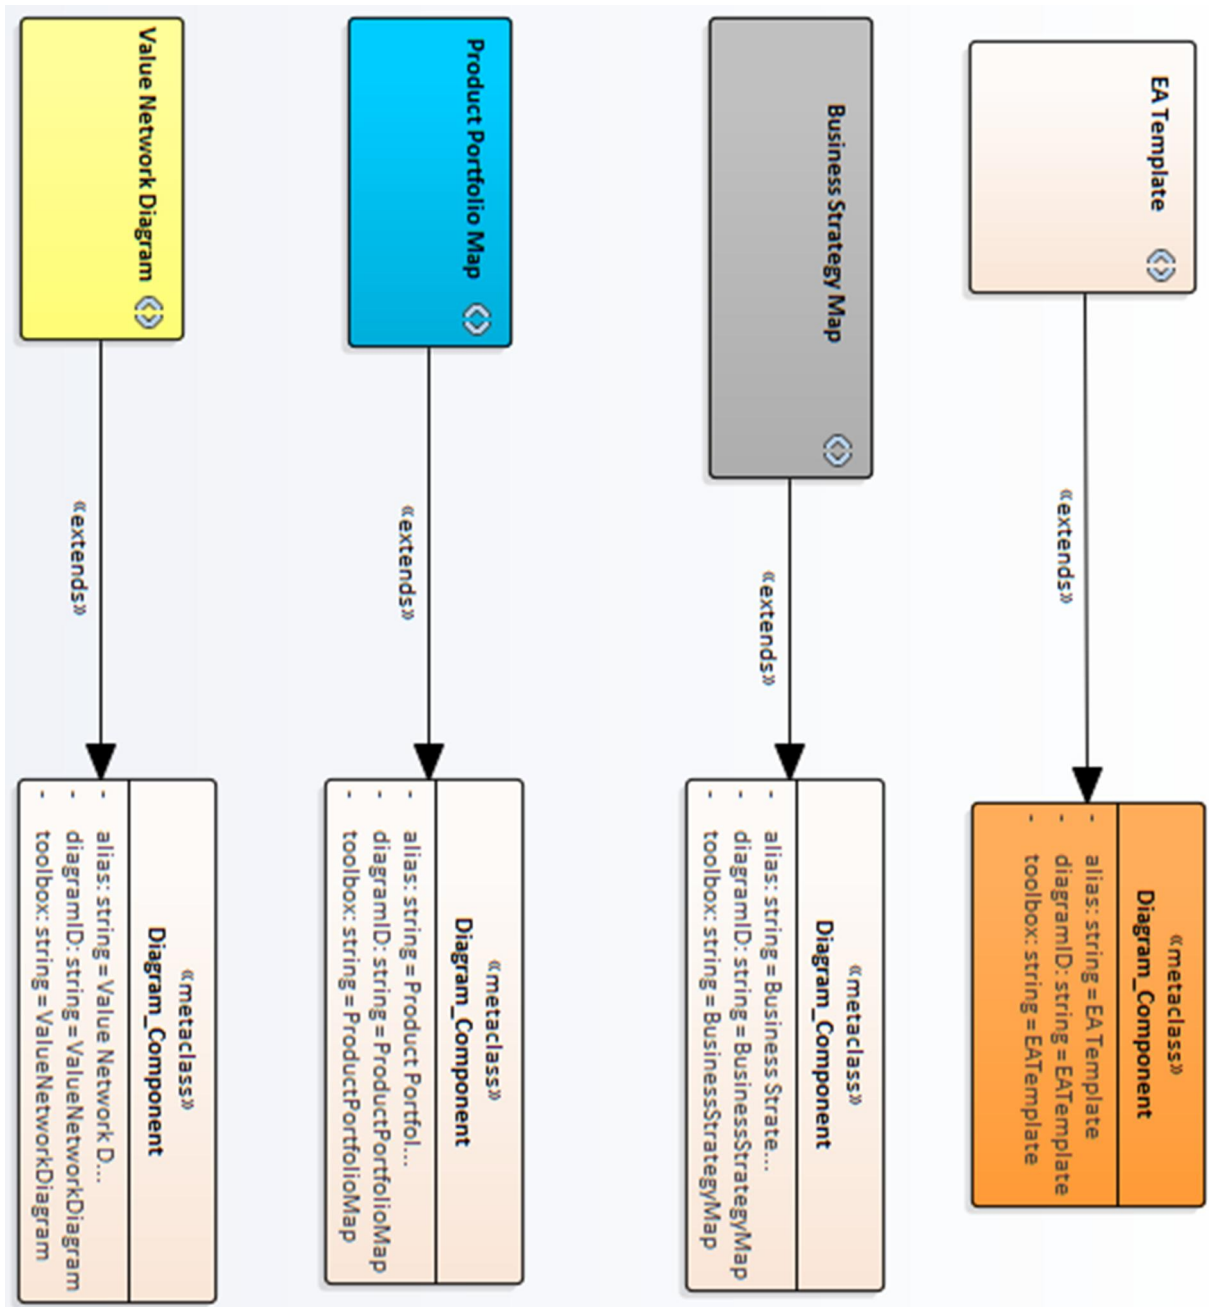 EA Template
«extends»
«metaclass»
Diagram_Component
- alias: string = EA Template
- diagramID: string = EATemplate
- toolbox: string = EATemplate
Business Strategy Map
«extends»
«metaclass»
Diagram_Component
- alias: string = Business Strate...
- diagramID: string = BusinessStrategyMap
- toolbox: string = BusinessStrategyMap
Product Portfolio Map
«extends»
«metaclass»
Diagram_Component
- alias: string = Product Portfol...
- diagramID: string = ProductPortfolioMap
- toolbox: string = ProductPortfolioMap
Value Network Diagram
«extends»
«metaclass»
Diagram_Component
- alias: string = Value Network D...
- diagramID: string = ValueNetworkDiagram
- toolbox: string = ValueNetworkDiagram